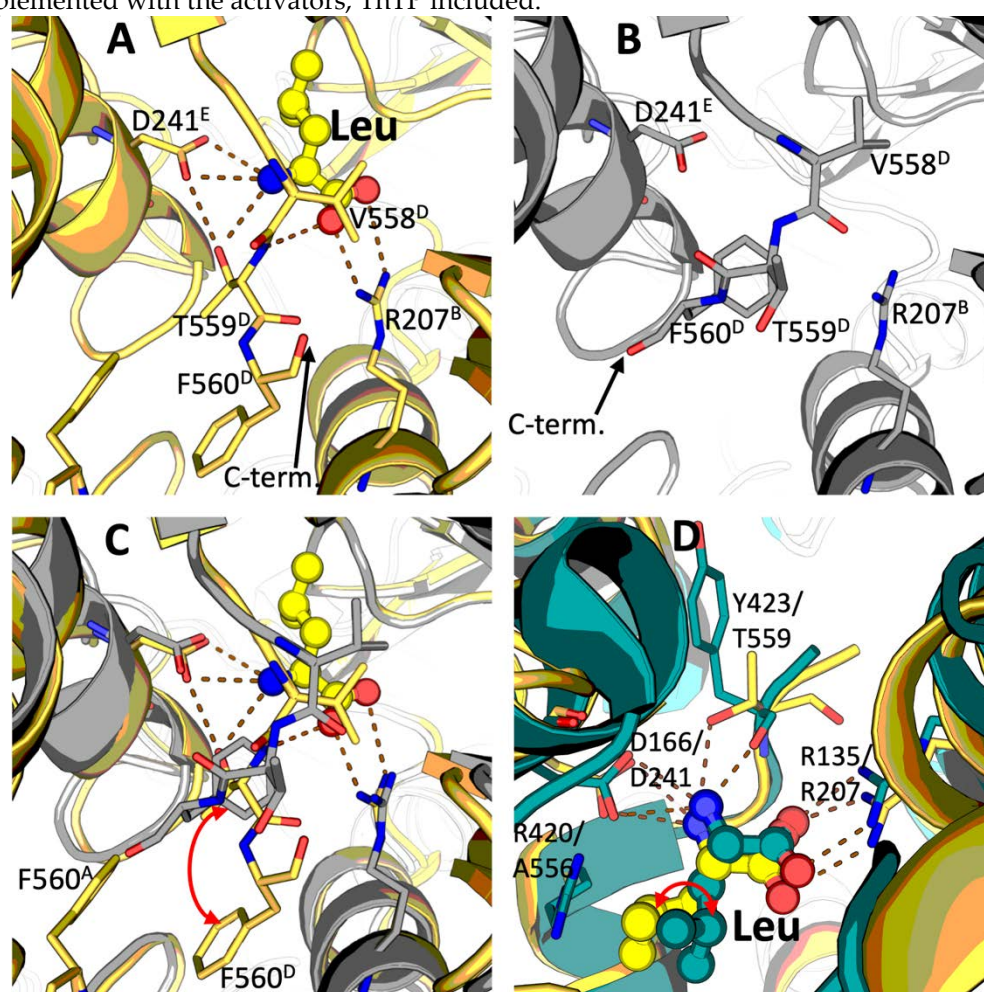 plemented with the activators, ThTP included.
A
D241E
Leu
V558D
T559D
R207B
F560D
C-term.
B
D241E
V558D
F560D
T559D
R207B
C-term.
C
F560A
F560D
D
Y423/
T559
D166/
D241
R135/
R207
R420/
A556
Leu